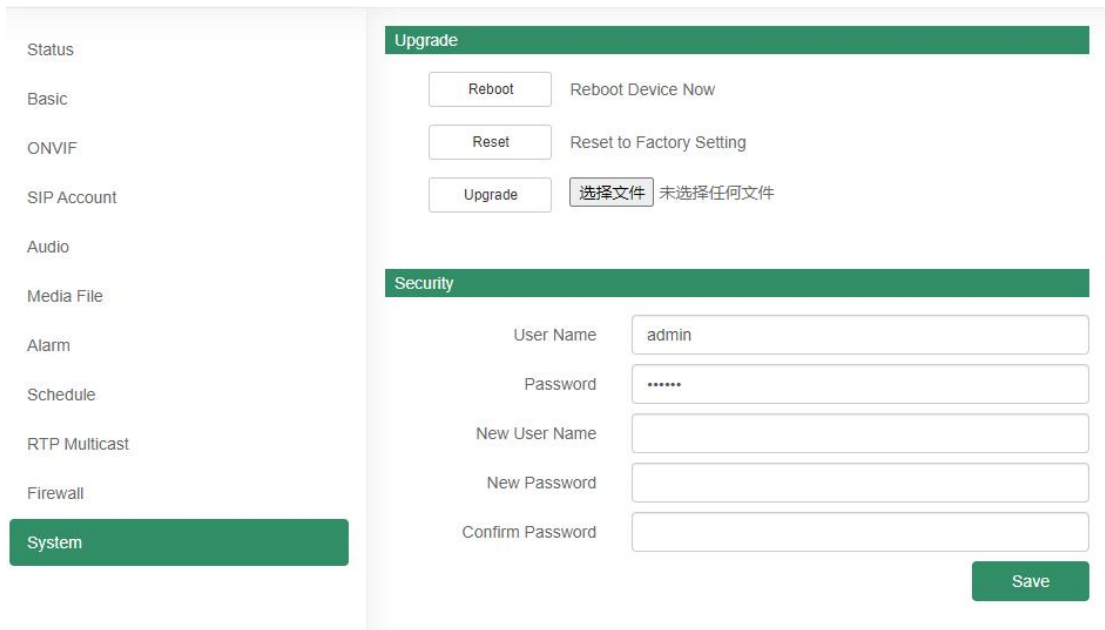 Status
Basic
ONVIF
SIP Account
Audio
Media File
Alarm
Schedule
RTP Multicast
Firewall
System
Upgrade
Reboot Reboot Device Now
Reset Reset to Factory Setting
Upgrade 选择文件 未选择任何文件
Security
User Name admin
Password ••••••
New User Name
New Password
Confirm Password
Save